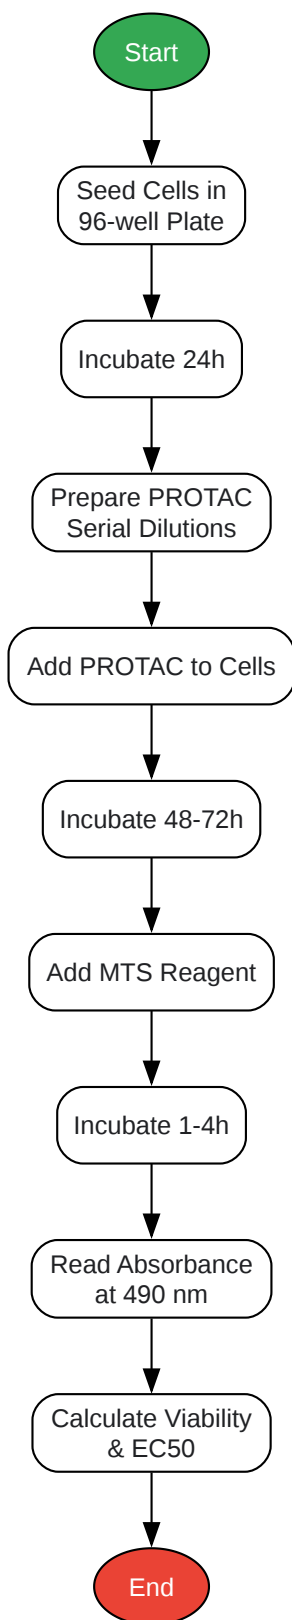 Start
Seed Cells in
96-well Plate
Incubate 24h
Prepare PROTAC
Serial Dilutions
Add PROTAC to Cells
Incubate 48-72h
Add MTS Reagent
Incubate 1-4h
Read Absorbance
at 490 nm
Calculate Viability
& EC50
End